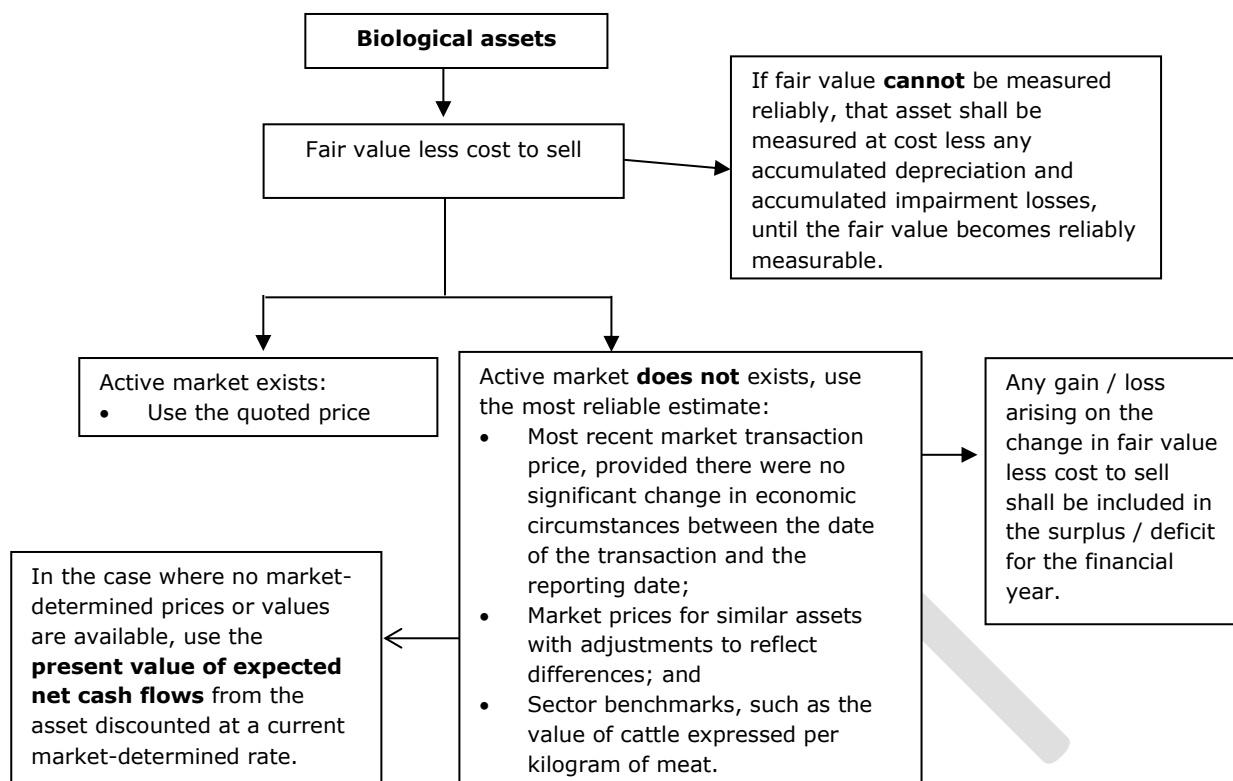 Biological assets
Fair value less cost to sell
If fair value cannot be measured
reliably, that asset shall be
measured at cost less any
accumulated depreciation and
accumulated impairment losses,
until the fair value becomes reliably
measurable.
Active market exists:
• Use the quoted price
Active market does not exists, use
the most reliable estimate:
• Most recent market transaction
price, provided there were no
significant change in economic
circumstances between the date
of the transaction and the
reporting date;
• Market prices for similar assets
with adjustments to reflect
differences; and
• Sector benchmarks, such as the
value of cattle expressed per
kilogram of meat.
Any gain / loss
arising on the
change in fair value
less cost to sell
shall be included in
the surplus / deficit
for the financial
year.
In the case where no market-
determined prices or values
are available, use the
present value of expected
net cash flows from the
asset discounted at a current
market-determined rate.